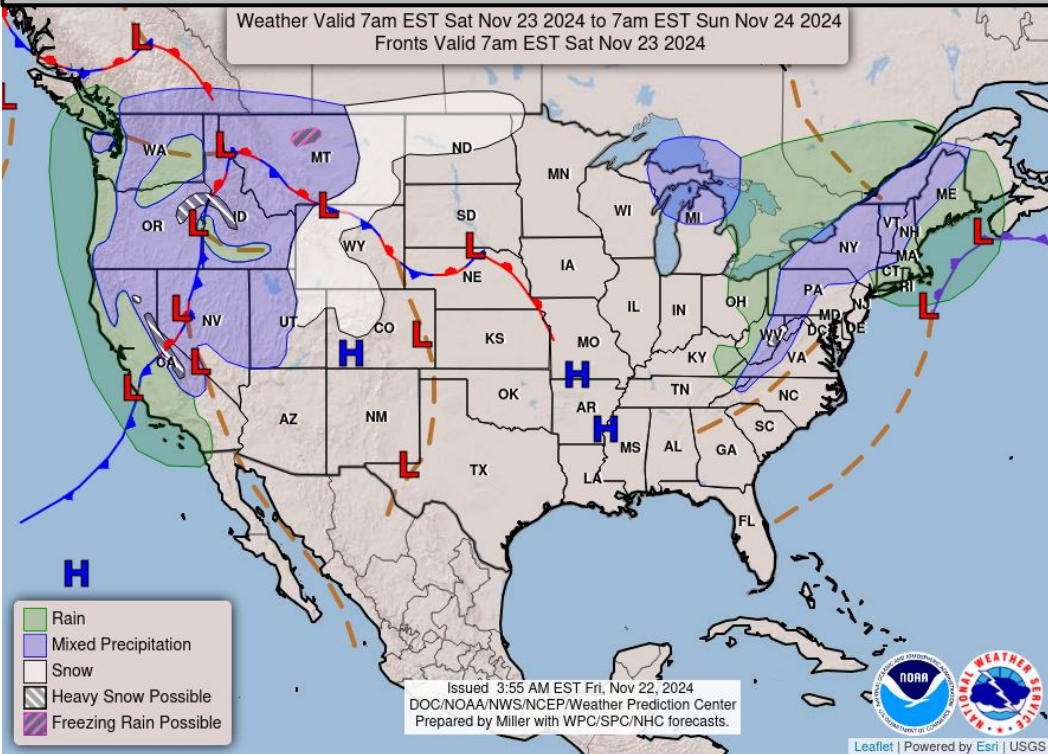 Weather Valid 7am EST Sat Nov 23 2024 to 7am EST Sun Nov 24 2024
Fronts Valid 7am EST Sat Nov 23 2024
L
L
WA
L
MT
ND
MN
ME
L
ID
SD
WI
MI
VT
NH
OR
L
WY
L
NE
IA
NY
MA
L
CT
RI
PA
OH
IL
IN
NJ
MD
DE
DC
WV
VA
L
L
NV
UT
CO
L
KS
MO
KY
H
H
CA
L
L
AZ
NM
OK
AR
TN
NC
H
MS
AL
GA
SC
L
TX
LA
FL
H
Rain
Mixed Precipitation
Snow
Heavy Snow Possible
Freezing Rain Possible
Issued 3:55 AM EST Fri, Nov 22, 2024
DOC/NOAA/NWS/NCEP/Weather Prediction Center
Prepared by Miller with WPC/SPC/NHC forecasts.
NOAA
NATIONAL WEATHER SERVICE
Leaflet | Powered by Esri | USGS